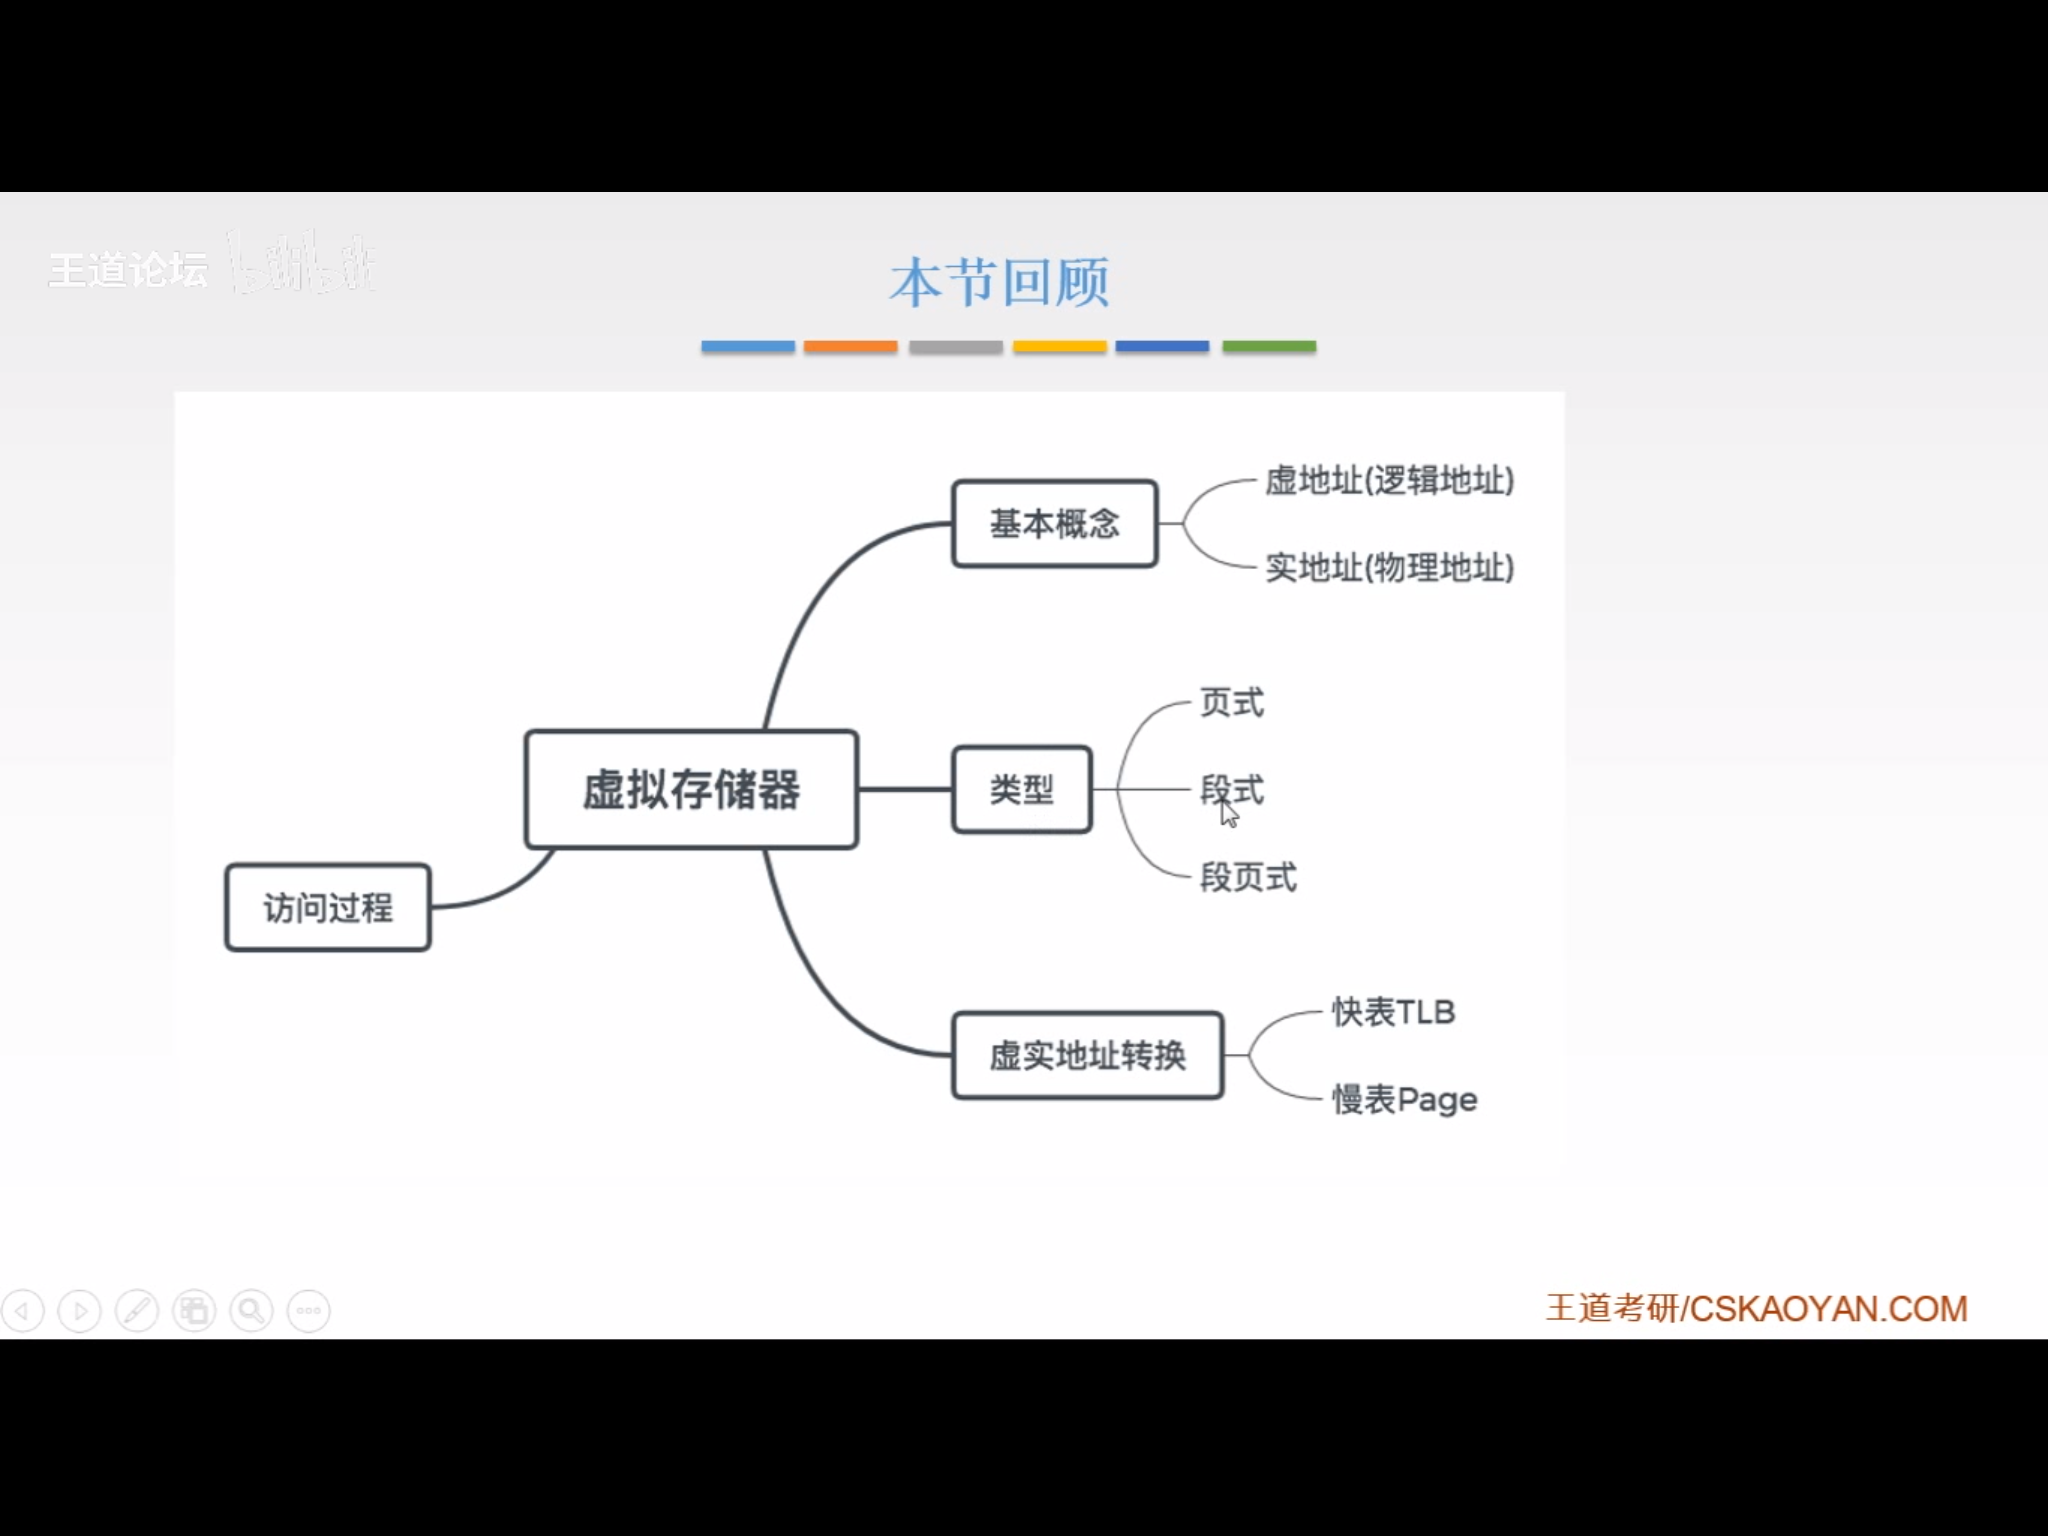 王道论坛 bilibili
本节回顾
虚拟存储器
基本概念
虚地址(逻辑地址)
实地址(物理地址)
类型
页式
段式
段页式
虚实地址转换
快表TLB
慢表Page
访问过程
王道考研/CSKAOYAN.COM